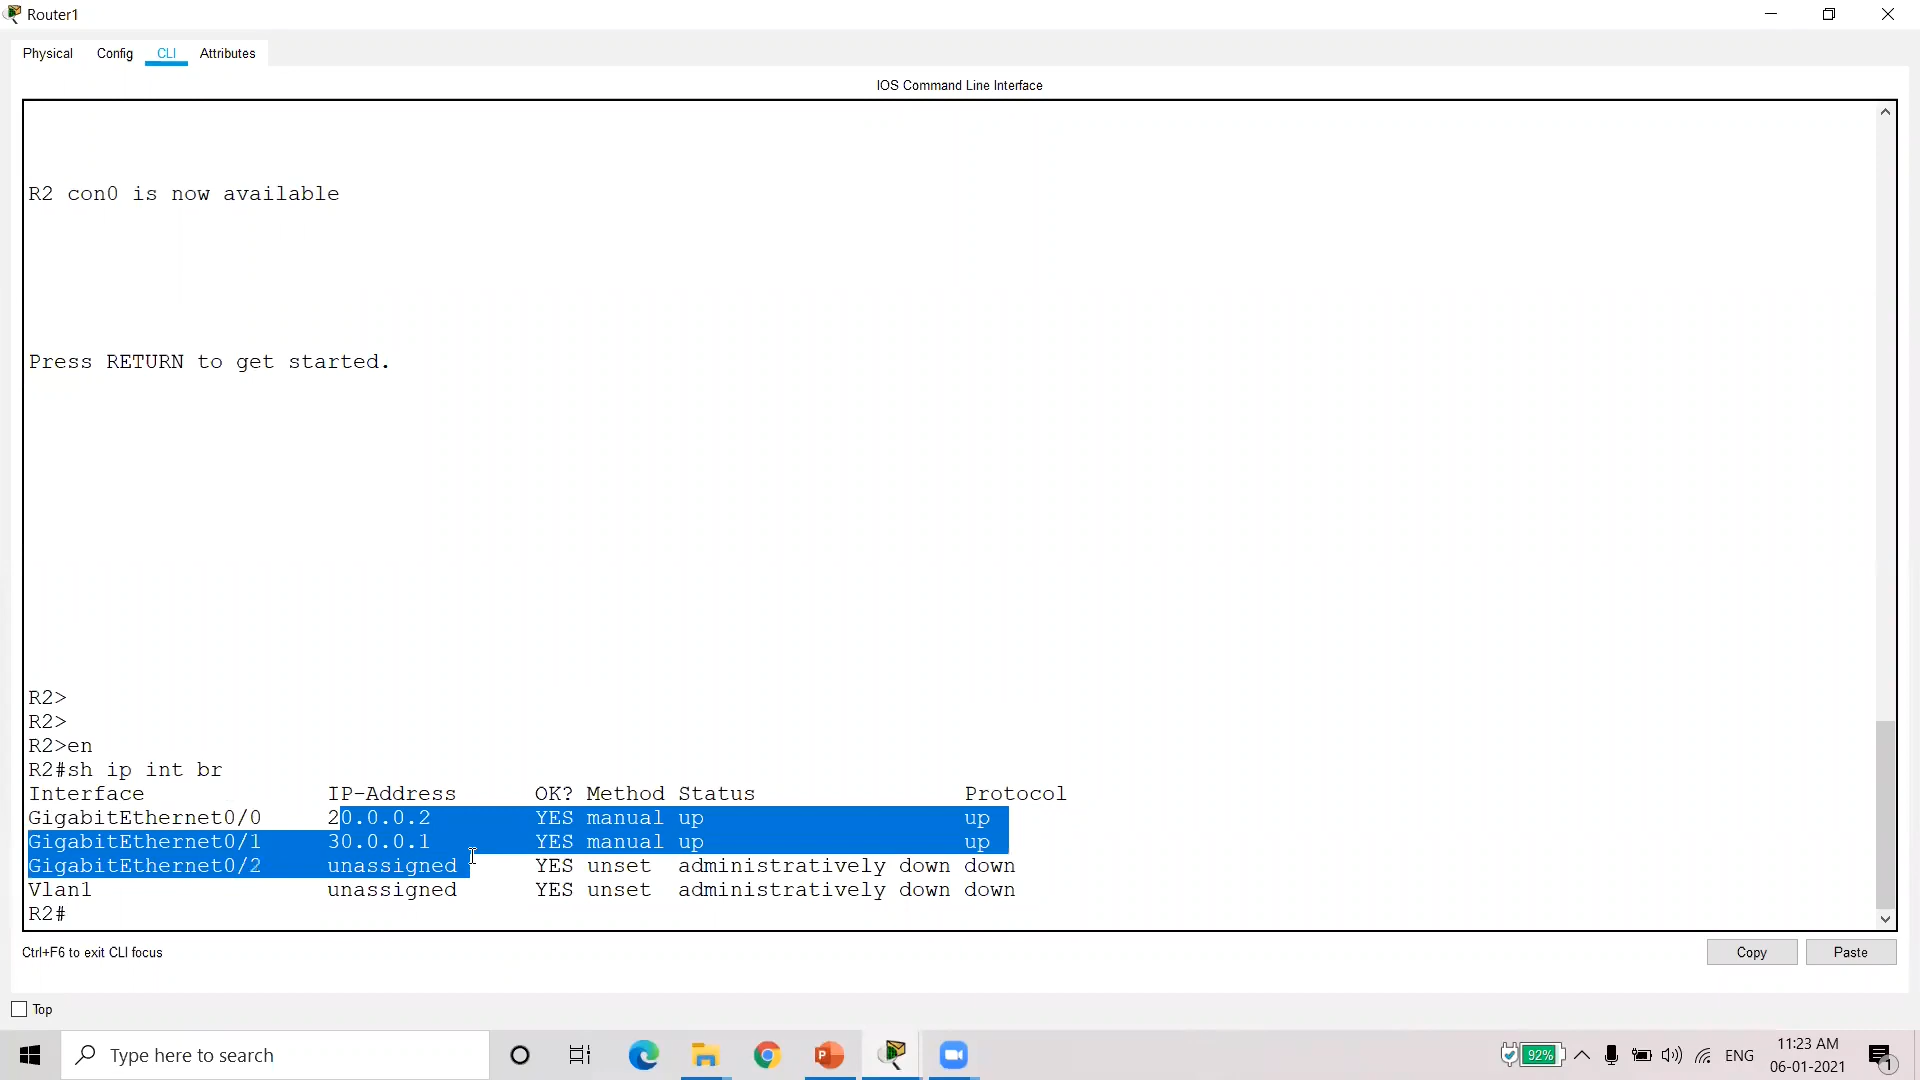 Router1
Physical Config CLI Attributes
IOS Command Line Interface
R2 con0 is now available
Press RETURN to get started.
R2>
R2>
R2>en
R2#sh ip int br
Interface IP-Address OK? Method Status Protocol
GigabitEthernet0/0 20.0.0.2 YES manual up up
GigabitEthernet0/1 30.0.0.1 YES manual up up
GigabitEthernet0/2 unassigned YES unset administratively down down
Vlan1 unassigned YES unset administratively down down
R2#
Ctrl+F6 to exit CLI focus
Copy Paste
Top
Type here to search
P
92%
ENG
11:23 AM
06-01-2021
1